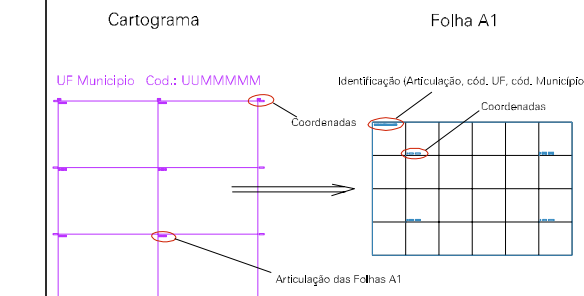 Cartograma
Folha A1
UF Municipio Cod.: UUMMMMM
Identificação (Articulação, cód. UF, cód. Município
Coordenadas
Coordenadas
Articulação das Folhas A1